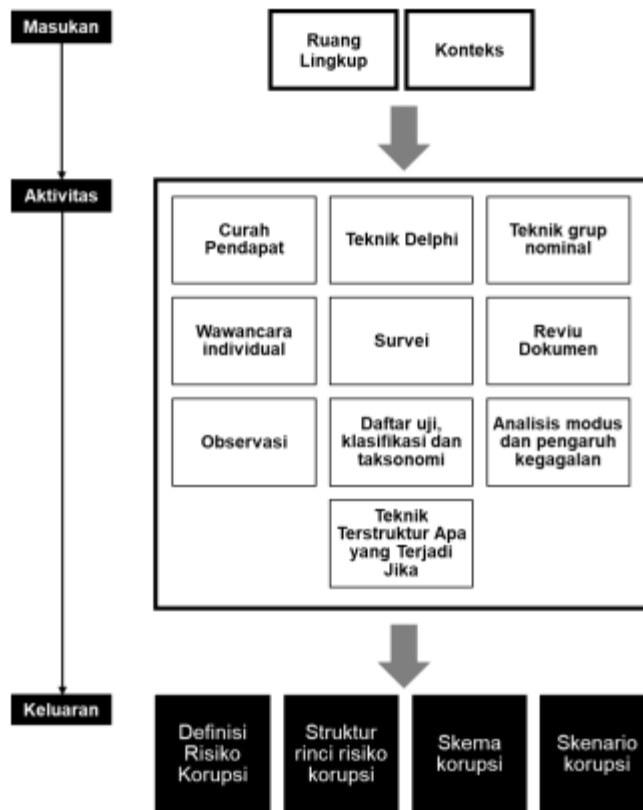 Masukan
Ruang
Lingkup
Konteks
Aktivitas
Curah
Pendapat
Teknik Delphi
Teknik grup
nominal
Wawancara
individual
Survei
Reviu
Dokumen
Observasi
Daftar uji,
klasifikasi dan
taksonomi
Analisis modus
dan pengaruh
kegagalan
Teknik
Terstruktur Apa
yang Terjadi
Jika
Keluaran
Definisi
Risiko
Korupsi
Struktur
rinci risiko
korupsi
Skema
korupsi
Skenario
korupsi